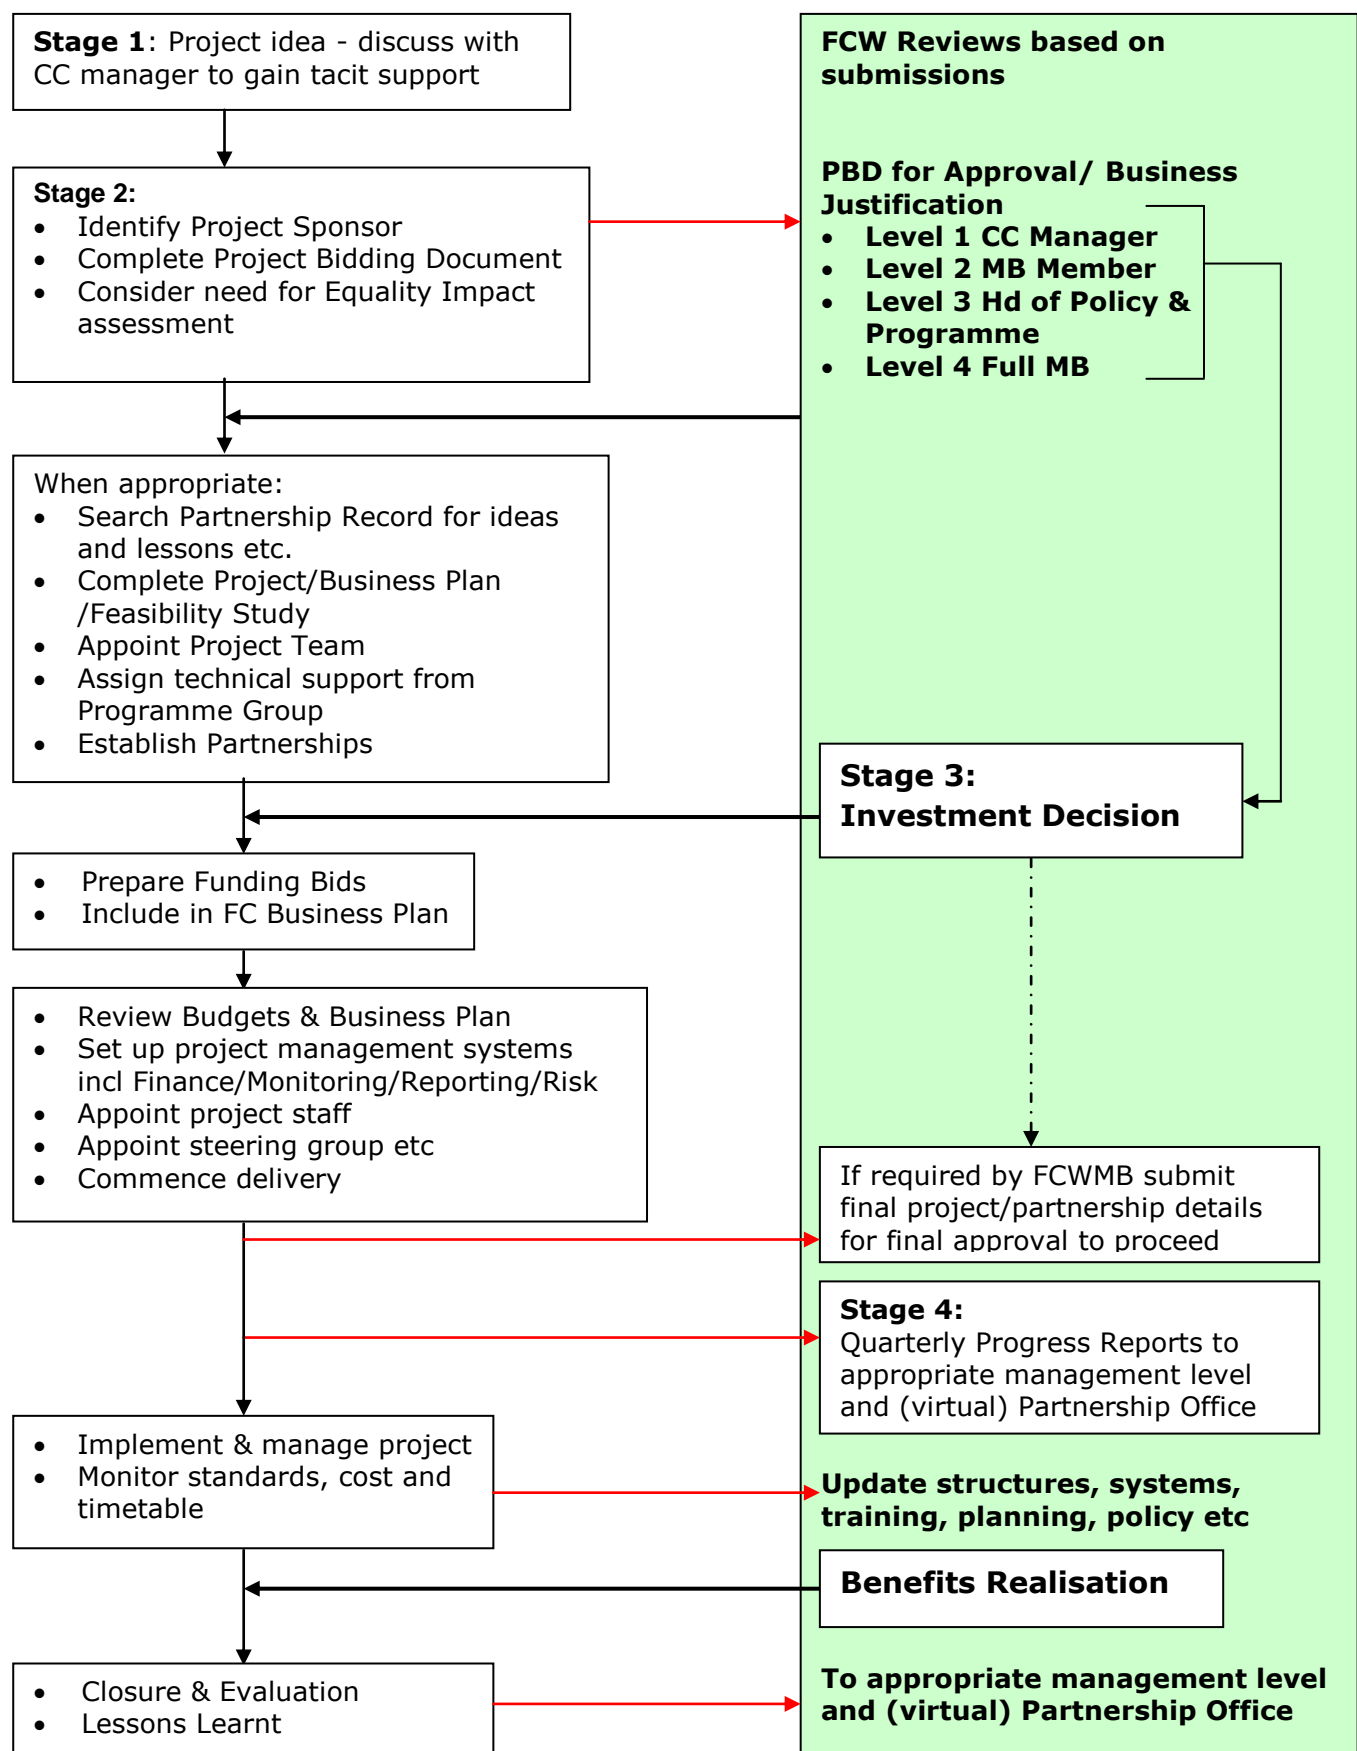 Stage 1: Project idea - discuss with
CC manager to gain tacit support
FCW Reviews based on
submissions
Stage 2:
• Identify Project Sponsor
• Complete Project Bidding Document
• Consider need for Equality Impact
assessment
PBD for Approval/ Business
Justification
• Level 1 CC Manager
• Level 2 MB Member
• Level 3 Hd of Policy &
Programme
• Level 4 Full MB
When appropriate:
• Search Partnership Record for ideas
and lessons etc.
• Complete Project/Business Plan
/Feasibility Study
• Appoint Project Team
• Assign technical support from
Programme Group
• Establish Partnerships
Stage 3:
Investment Decision
• Prepare Funding Bids
• Include in FC Business Plan
• Review Budgets & Business Plan
• Set up project management systems
incl Finance/Monitoring/Reporting/Risk
• Appoint project staff
• Appoint steering group etc
• Commence delivery
If required by FCWMB submit
final project/partnership details
for final approval to proceed
Stage 4:
Quarterly Progress Reports to
appropriate management level
and (virtual) Partnership Office
• Implement & manage project
• Monitor standards, cost and
timetable
Update structures, systems,
training, planning, policy etc
Benefits Realisation
• Closure & Evaluation
• Lessons Learnt
To appropriate management level
and (virtual) Partnership Office